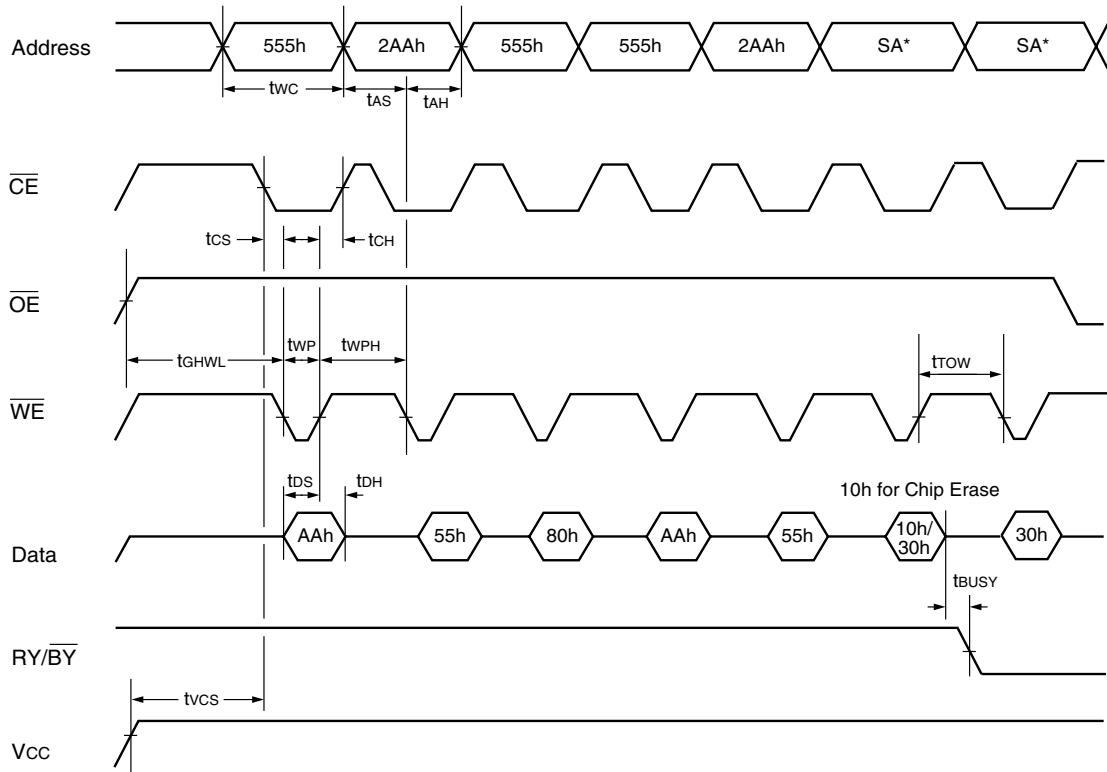 Address
555h 2AAh 555h 555h 2AAh SA* SA*
tWC tAS tAH
CE
tCS tCH
OE
tGHWL tWP tWPH tTOW
WE
tDS tDH
10h for Chip Erase
Data
AAh 55h 80h AAh 55h 10h/
30h 30h
tBUSY
RY/BY
tVCS
VCC